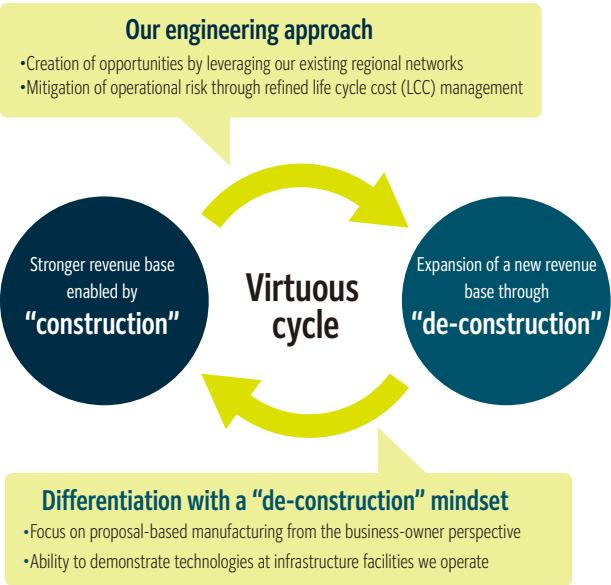 Our engineering approach
•Creation of opportunities by leveraging our existing regional networks
•Mitigation of operational risk through refined life cycle cost (LCC) management
Stronger revenue base
enabled by
“construction”
Virtuous
cycle
Expansion of a new revenue
base through
“de-construction”
Differentiation with a “de-construction” mindset
•Focus on proposal-based manufacturing from the business-owner perspective
•Ability to demonstrate technologies at infrastructure facilities we operate